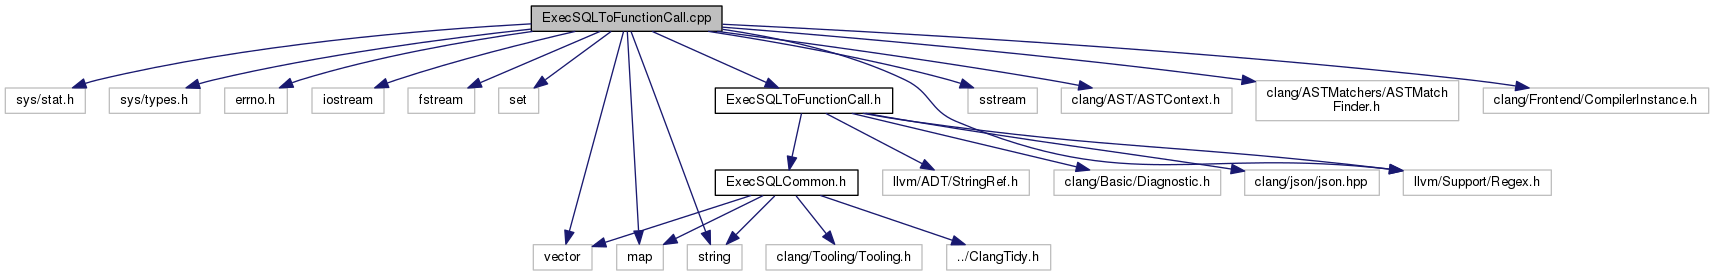 ExecSQLToFunctionCall.cpp
sys/stat.h
sys/types.h
errno.h
iostream
fstream
set
ExecSQLToFunctionCall.h
sstream
clang/AST/ASTContext.h
clang/ASTMatchers/ASTMatch
Finder.h
clang/Frontend/CompilerInstance.h
ExecSQLCommon.h
llvm/ADT/StringRef.h
clang/Basic/Diagnostic.h
clang/json/json.hpp
llvm/Support/Regex.h
vector
map
string
clang/Tooling/Tooling.h
../ClangTidy.h